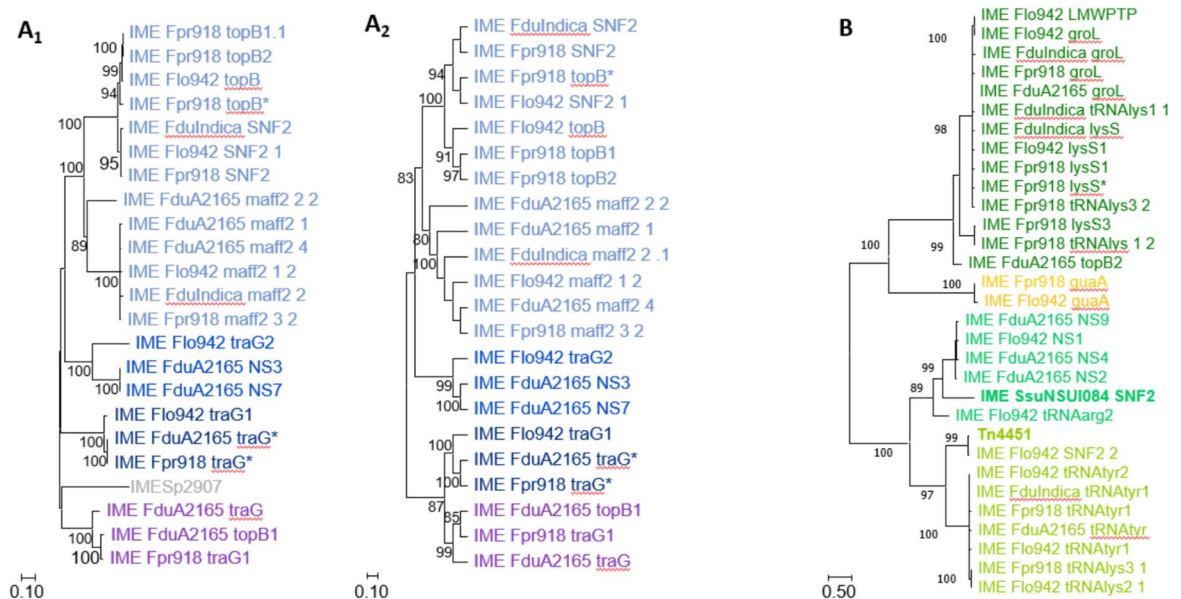 A1
100
99
94
100
95
100
89
100
100
100
100
100
100
IME Fpr918 topB1.1
IME Fpr918 topB2
IME Flo942 topB
IME Fpr918 topB*
IME FduIndica SNF2
IME Flo942 SNF2 1
IME Fpr918 SNF2
IME FduA2165 maff2 2 2
IME FduA2165 maff2 1
IME FduA2165 maff2 4
IME Flo942 maff2 1 2
IME FduIndica maff2 2
IME Fpr918 maff2 3 2
IME Flo942 traG2
IME FduA2165 NS3
IME FduA2165 NS7
IME Flo942 traG1
IME FduA2165 traG*
IME Fpr918 traG*
IMESp2907
IME FduA2165 traG
IME FduA2165 topB1
IME Fpr918 traG1
0.10
A2
94
100
91
97
83
80
100
99
100
100
100
87
85
99
IME FduIndica SNF2
IME Fpr918 SNF2
IME Fpr918 topB*
IME Flo942 SNF2 1
IME Flo942 topB
IME Fpr918 topB1
IME Fpr918 topB2
IME FduA2165 maff2 2 2
IME FduA2165 maff2 1
IME FduIndica maff2 2 .1
IME Flo942 maff2 1 2
IME FduA2165 maff2 4
IME Fpr918 maff2 3 2
IME Flo942 traG2
IME FduA2165 NS3
IME FduA2165 NS7
IME Flo942 traG1
IME FduA2165 traG*
IME Fpr918 traG*
IME FduA2165 topB1
IME Fpr918 traG1
IME FduA2165 traG
0.10
B
100
98
99
100
100
99
89
100
99
97
100
100
IME Flo942 LMWPTP
IME Flo942 groL
IME FduIndica groL
IME Fpr918 groL
IME FduA2165 groL
IME FduIndica tRNAlys1 1
IME FduIndica lysS
IME Flo942 lysS1
IME Fpr918 lysS1
IME Fpr918 lysS*
IME Fpr918 tRNAlys3 2
IME Fpr918 lysS3
IME Fpr918 tRNAlys 1 2
IME FduA2165 topB2
IME Fpr918 guaA
IME Flo942 guaA
IME FduA2165 NS9
IME Flo942 NS1
IME FduA2165 NS4
IME FduA2165 NS2
IME SsuNSUI084 SNF2
IME Flo942 tRNAarg2
Tn4451
IME Flo942 SNF2 2
IME Flo942 tRNAtyr2
IME FduIndica tRNAtyr1
IME Fpr918 tRNAtyr1
IME FduA2165 tRNAtyr
IME Flo942 tRNAtyr1
IME Fpr918 tRNAlys3 1
IME Flo942 tRNAlys2 1
0.50